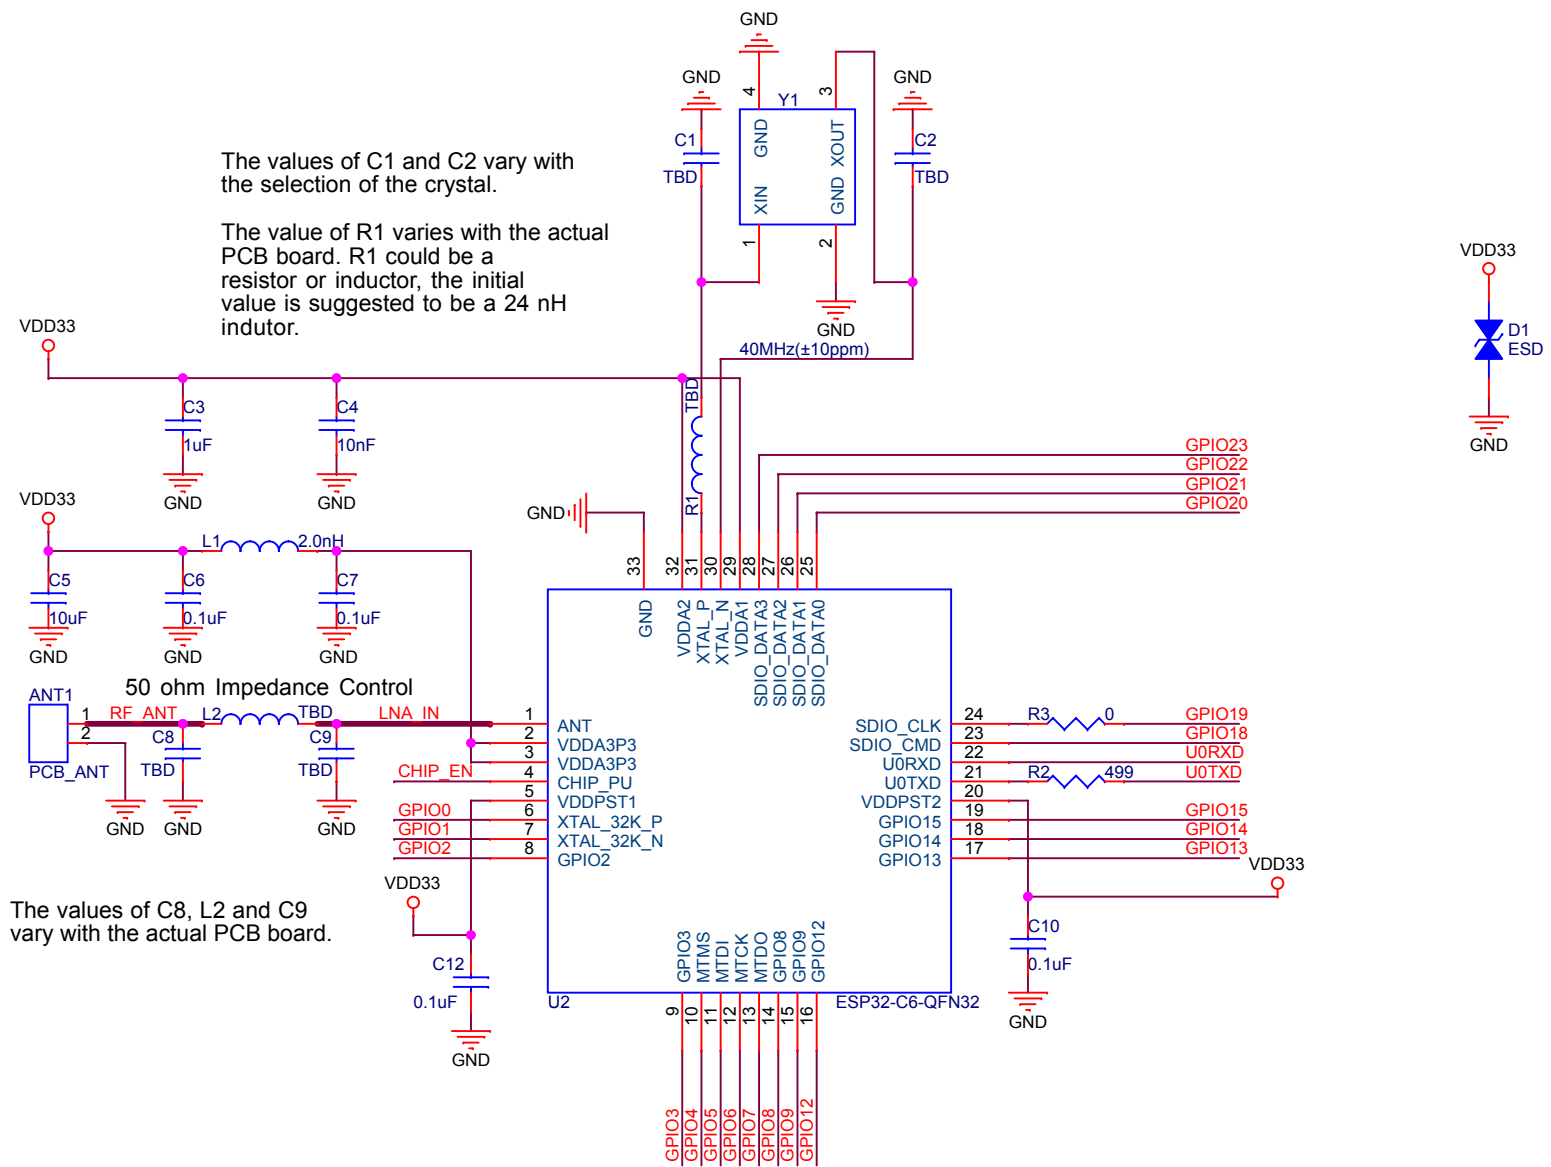 GND
GND
GND
4
3
Y1
C1
TBD
GND
XOUT
XIN
GND
C2
TBD
1
2
GND
40MHz(±10ppm)
The values of C1 and C2 vary with
the selection of the crystal.
The value of R1 varies with the actual
PCB board. R1 could be a
resistor or inductor, the initial
value is suggested to be a 24 nH
indutor.
VDD33
D1
ESD
GND
VDD33
C3
1uF
GND
C4
10nF
GND
TBD
R1
GPIO23
GPIO22
GPIO21
GPIO20
GND
VDD33
L1
2.0nH
C5
10uF
GND
C6
0.1uF
GND
C7
0.1uF
GND
33
32
31
30
29
28
27
26
25
GND
VDDA2
XTAL_P
XTAL_N
VDDA1
SDIO_DATA3
SDIO_DATA2
SDIO_DATA1
SDIO_DATA0
50 ohm Impedance Control
ANT1
1
2
PCB_ANT
RF_ANT
L2
TBD
LNA_IN
C8
TBD
C9
TBD
GND
GND
GND
CHIP_EN
GPIO0
GPIO1
GPIO2
1
2
3
4
5
6
7
8
ANT
VDDA3P3
VDDA3P3
CHIP_PU
VDDPST1
XTAL_32K_P
XTAL_32K_N
GPIO2
SDIO_CLK
SDIO_CMD
U0RXD
U0TXD
VDDPST2
GPIO15
GPIO14
GPIO13
24
23
22
21
20
19
18
17
R3
0
R2
499
GPIO19
GPIO18
U0RXD
U0TXD
GPIO15
GPIO14
GPIO13
VDD33
VDD33
The values of C8, L2 and C9
vary with the actual PCB board.
C12
0.1uF
GND
C10
0.1uF
GND
GPIO3
MTMS
MTDI
MTCK
MTDO
GPIO8
GPIO9
GPIO12
U2
ESP32-C6-QFN32
9
10
11
12
13
14
15
16
GPIO3
GPIO4
GPIO5
GPIO6
GPIO7
GPIO8
GPIO9
GPIO12